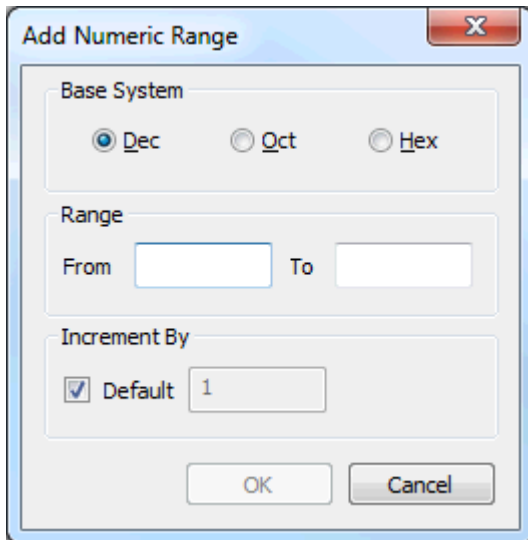 Add Numeric Range
Base System
Dec Oct Hex
Range
From To
Increment By
Default 1
OK Cancel